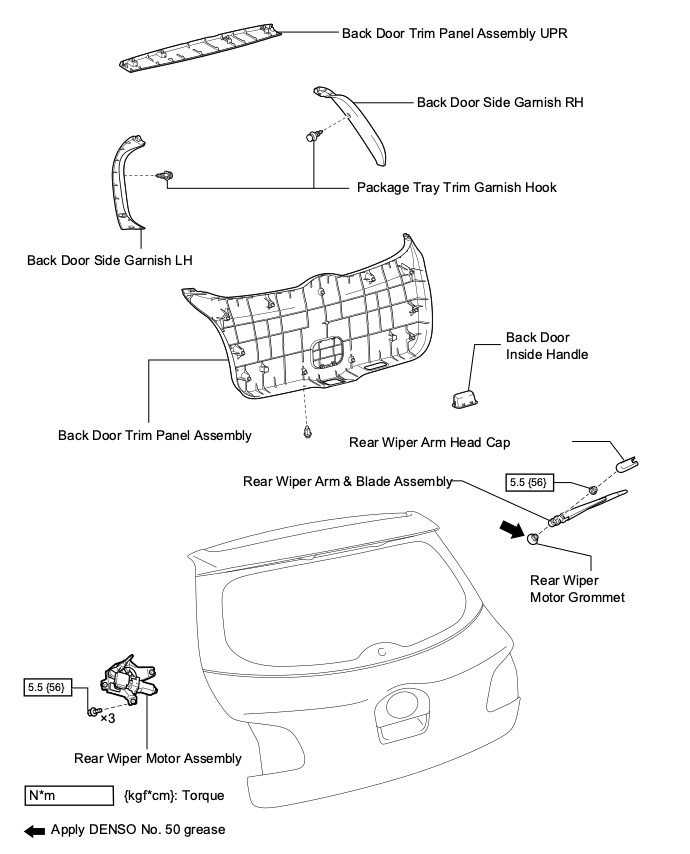 Back Door Trim Panel Assembly UPR
Back Door Side Garnish RH
Package Tray Trim Garnish Hook
Back Door Side Garnish LH
Back Door
Inside Handle
Back Door Trim Panel Assembly
Rear Wiper Arm Head Cap
Rear Wiper Arm & Blade Assembly
5.5 {56}
Rear Wiper
Motor Grommet
5.5 {56}
×3
Rear Wiper Motor Assembly
N*m {kgf*cm}: Torque
Apply DENSO No. 50 grease